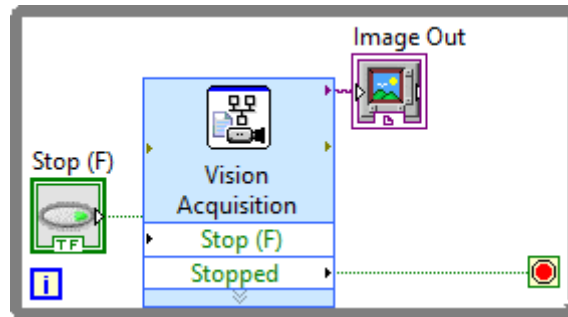 Image Out
Stop (F)
TF
Vision
Acquisition
Stop (F)
Stopped
i